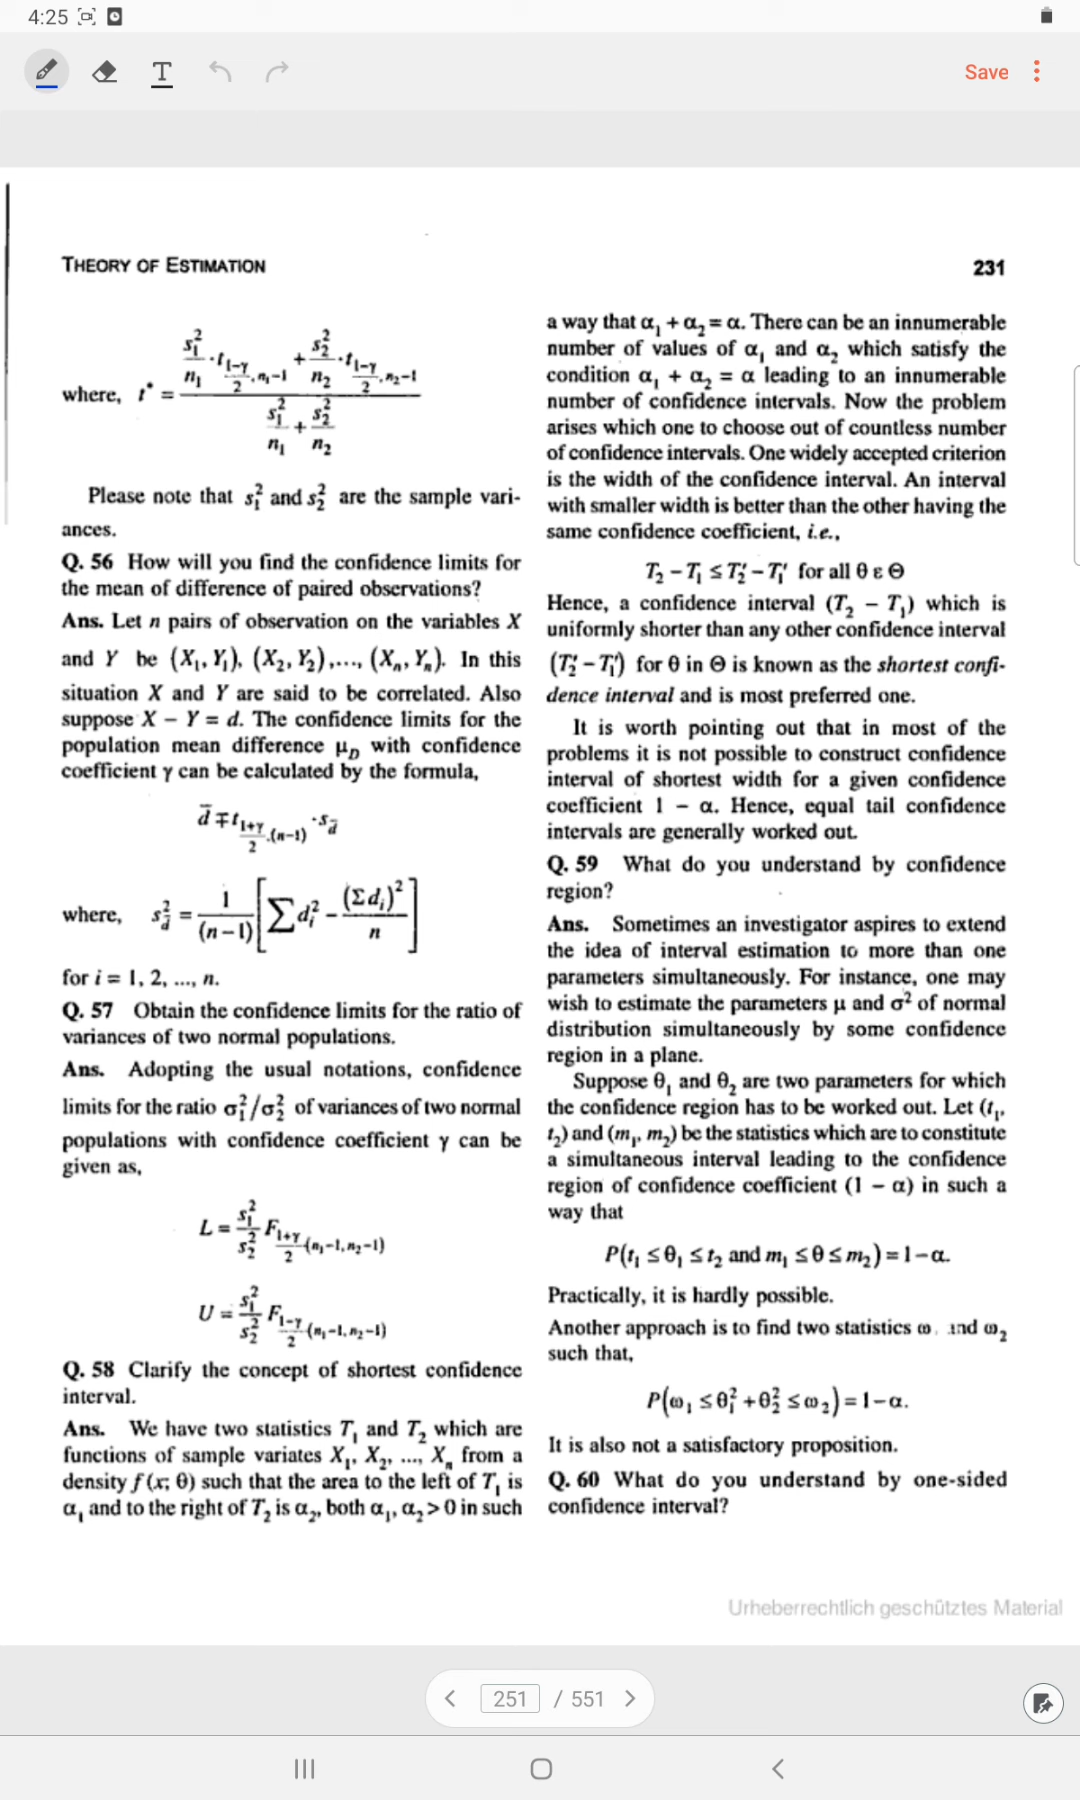 4:25
T
Save
THEORY OF ESTIMATION
231
where, t* = (s₁²/n₁ · t_{(1–γ)/2, n₁–1} + s₂²/n₂ · t_{(1–γ)/2, n₂–1}) / (s₁²/n₁ + s₂²/n₂)
Please note that s₁² and s₂² are the sample vari-
ances.
Q. 56 How will you find the confidence limits for
the mean of difference of paired observations?
Ans. Let n pairs of observation on the variables X
and Y be (X₁, Y₁), (X₂, Y₂),..., (Xₙ, Yₙ). In this
situation X and Y are said to be correlated. Also
suppose X – Y = d. The confidence limits for the
population mean difference μ_D with confidence
coefficient γ can be calculated by the formula,
d̄ ∓ t_{(1+γ)/2, (n–1)} · s_d̄
where, s_d̄² = 1/(n–1) [∑dᵢ² – (Σdᵢ)²/n]
for i = 1, 2, ..., n.
Q. 57 Obtain the confidence limits for the ratio of
variances of two normal populations.
Ans. Adopting the usual notations, confidence
limits for the ratio σ₁²/σ₂² of variances of two normal
populations with confidence coefficient γ can be
given as,
L = s₁²/s₂² F_{(1+γ)/2, (n₁–1, n₂–1)}
U = s₁²/s₂² F_{(1–γ)/2, (n₁–1, n₂–1)}
Q. 58 Clarify the concept of shortest confidence
interval.
Ans. We have two statistics T₁ and T₂ which are
functions of sample variates X₁, X₂, ..., Xₙ from a
density f (x; θ) such that the area to the left of T₁ is
α₁ and to the right of T₂ is α₂, both α₁, α₂ > 0 in such
a way that α₁ + α₂ = α. There can be an innumerable
number of values of α₁ and α₂ which satisfy the
condition α₁ + α₂ = α leading to an innumerable
number of confidence intervals. Now the problem
arises which one to choose out of countless number
of confidence intervals. One widely accepted criterion
is the width of the confidence interval. An interval
with smaller width is better than the other having the
same confidence coefficient, i.e.,
T₂ – T₁ ≤ T₂′ – T₁′ for all θ ε Θ
Hence, a confidence interval (T₂ – T₁) which is
uniformly shorter than any other confidence interval
(T₂′ – T₁′) for θ in Θ is known as the shortest confi-
dence interval and is most preferred one.
It is worth pointing out that in most of the
problems it is not possible to construct confidence
interval of shortest width for a given confidence
coefficient 1 – α. Hence, equal tail confidence
intervals are generally worked out.
Q. 59 What do you understand by confidence
region?
Ans. Sometimes an investigator aspires to extend
the idea of interval estimation to more than one
parameters simultaneously. For instance, one may
wish to estimate the parameters μ and σ² of normal
distribution simultaneously by some confidence
region in a plane.
Suppose θ₁ and θ₂ are two parameters for which
the confidence region has to be worked out. Let (t₁,
t₂) and (m₁, m₂) be the statistics which are to constitute
a simultaneous interval leading to the confidence
region of confidence coefficient (1 – α) in such a
way that
P(t₁ ≤ θ₁ ≤ t₂ and m₁ ≤ θ ≤ m₂) = 1 – α.
Practically, it is hardly possible.
Another approach is to find two statistics ω and ω₂
such that,
P(ω₁ ≤ θ₁² + θ₂² ≤ ω₂) = 1 – α.
It is also not a satisfactory proposition.
Q. 60 What do you understand by one-sided
confidence interval?
Urheberrechtlich geschütztes Material
251 / 551